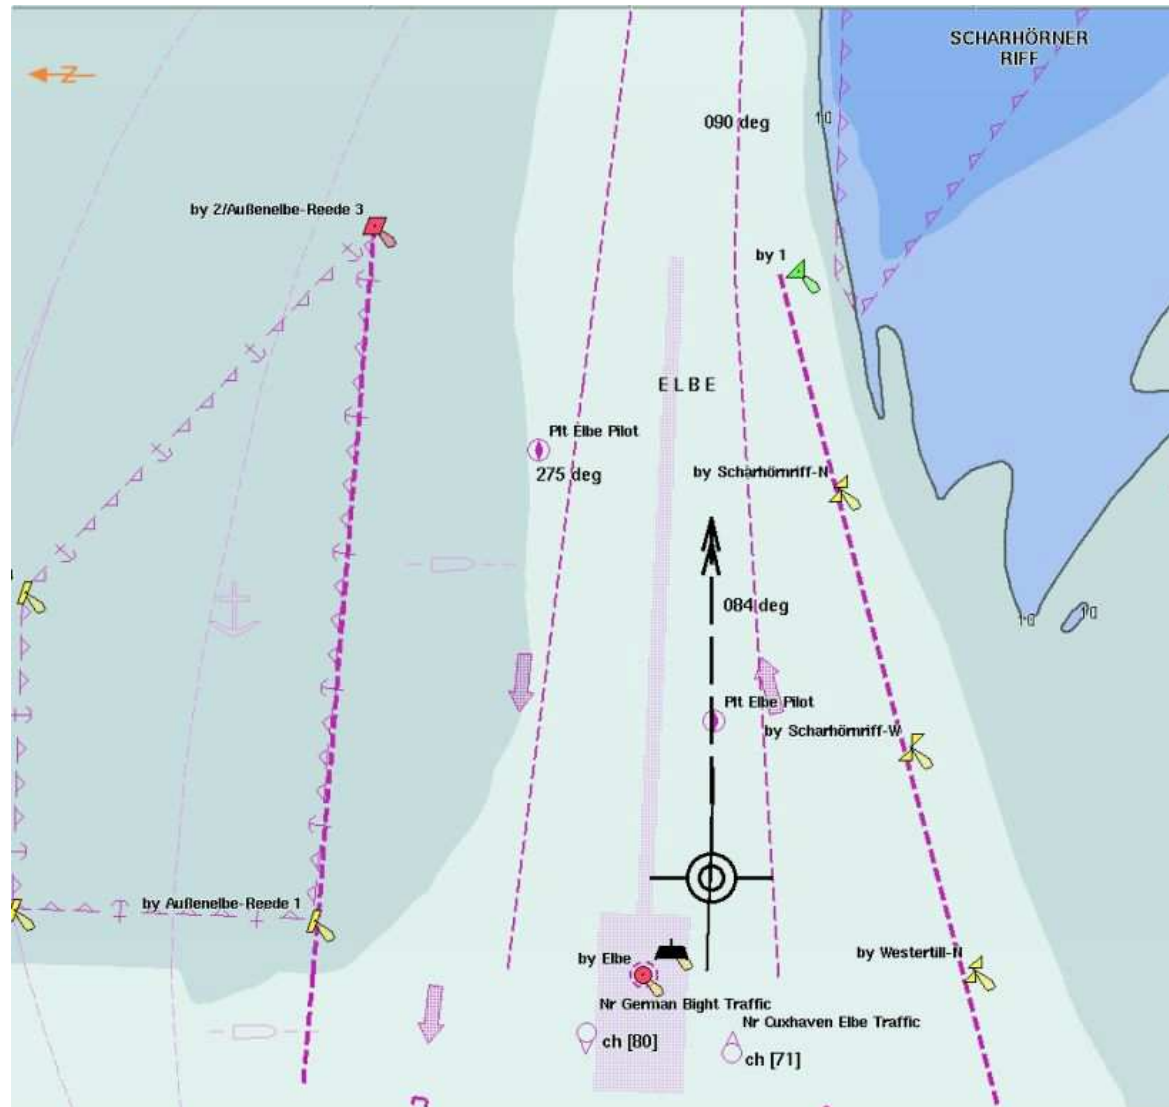 SCHARHÖRNER
RIFF
N
090 deg
10
by 2/Außenelbe-Reede 3
by 1
ELBE
Plt Elbe Pilot
275 deg
by Scharhörnriff-N
084 deg
10
10
Plt Elbe Pilot
by Scharhörnriff-W
by Außenelbe-Reede 1
by Elbe
by Westertill-N
Nr German Bight Traffic
ch [80]
Nr Cuxhaven Elbe Traffic
ch [71]